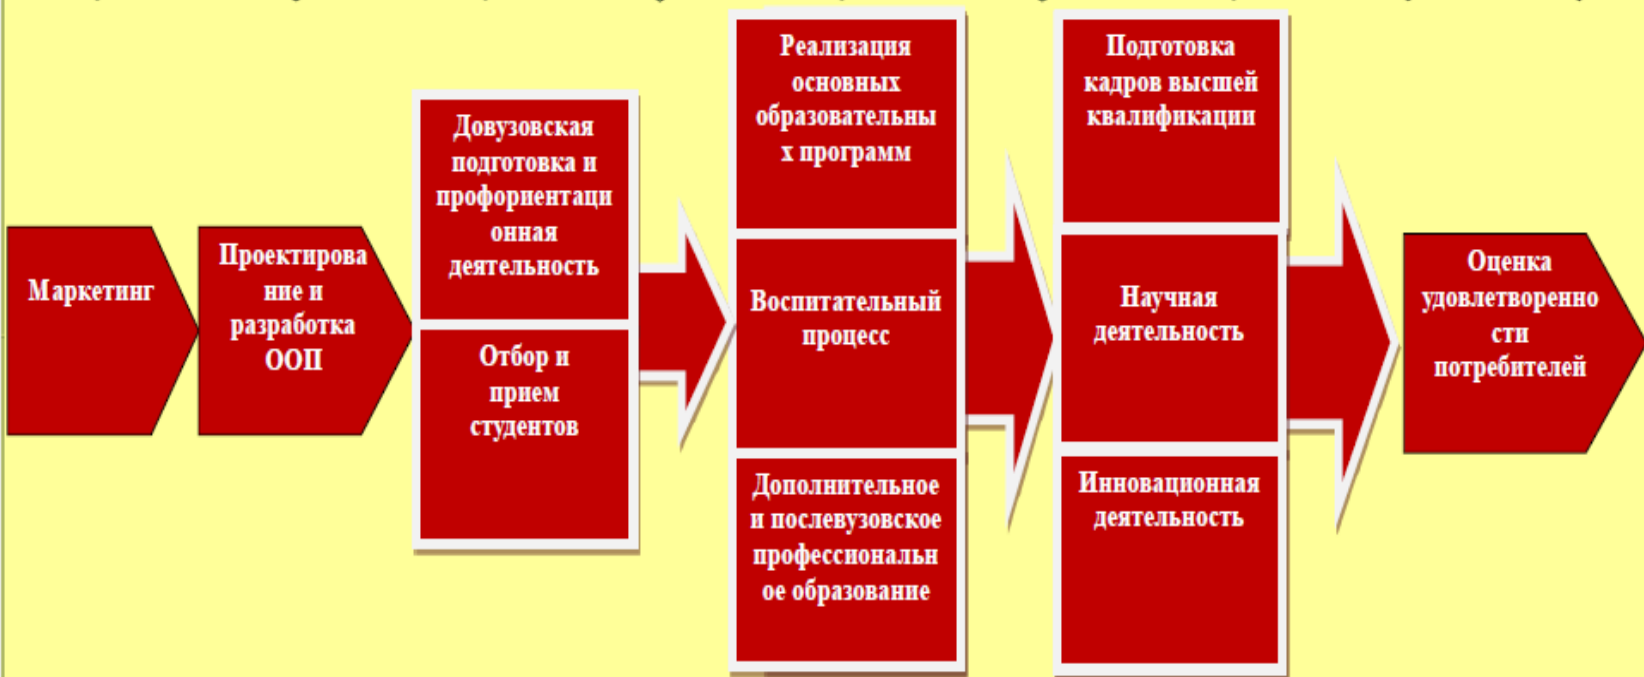 Маркетинг
Проектирова
ние и
разработка
ООП
Довузовская
подготовка и
профориентаци
онная
деятельность
Отбор и
прием
студентов
Реализация
основных
образовательны
х программ
Воспитательный
процесс
Дополнительное
и послевузовское
профессиональн
ое образование
Подготовка
кадров высшей
квалификации
Научная
деятельность
Инновационная
деятельность
Оценка
удовлетворенно
сти
потребителей